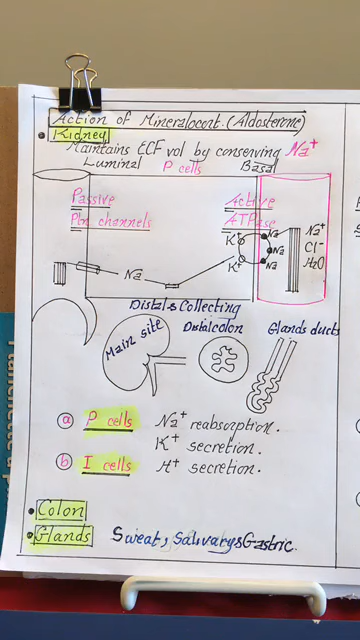 Action of Mineralocort. (Aldosterone)
• Kidney
Maintains ECF vol by conserving Na+
Luminal P cells Basal
Passive Active
Ptn channels ATPase
K+ Na Na+
Na Cl-
K+ Na H2O
Na
Distal & Collecting
Main site Distal colon Glands ducts
ⓐ P cells Na+ reabsorption.
K+ secretion.
ⓑ I cells H+ secretion.
• Colon
• Glands Sweat, Salivary & Gastric.